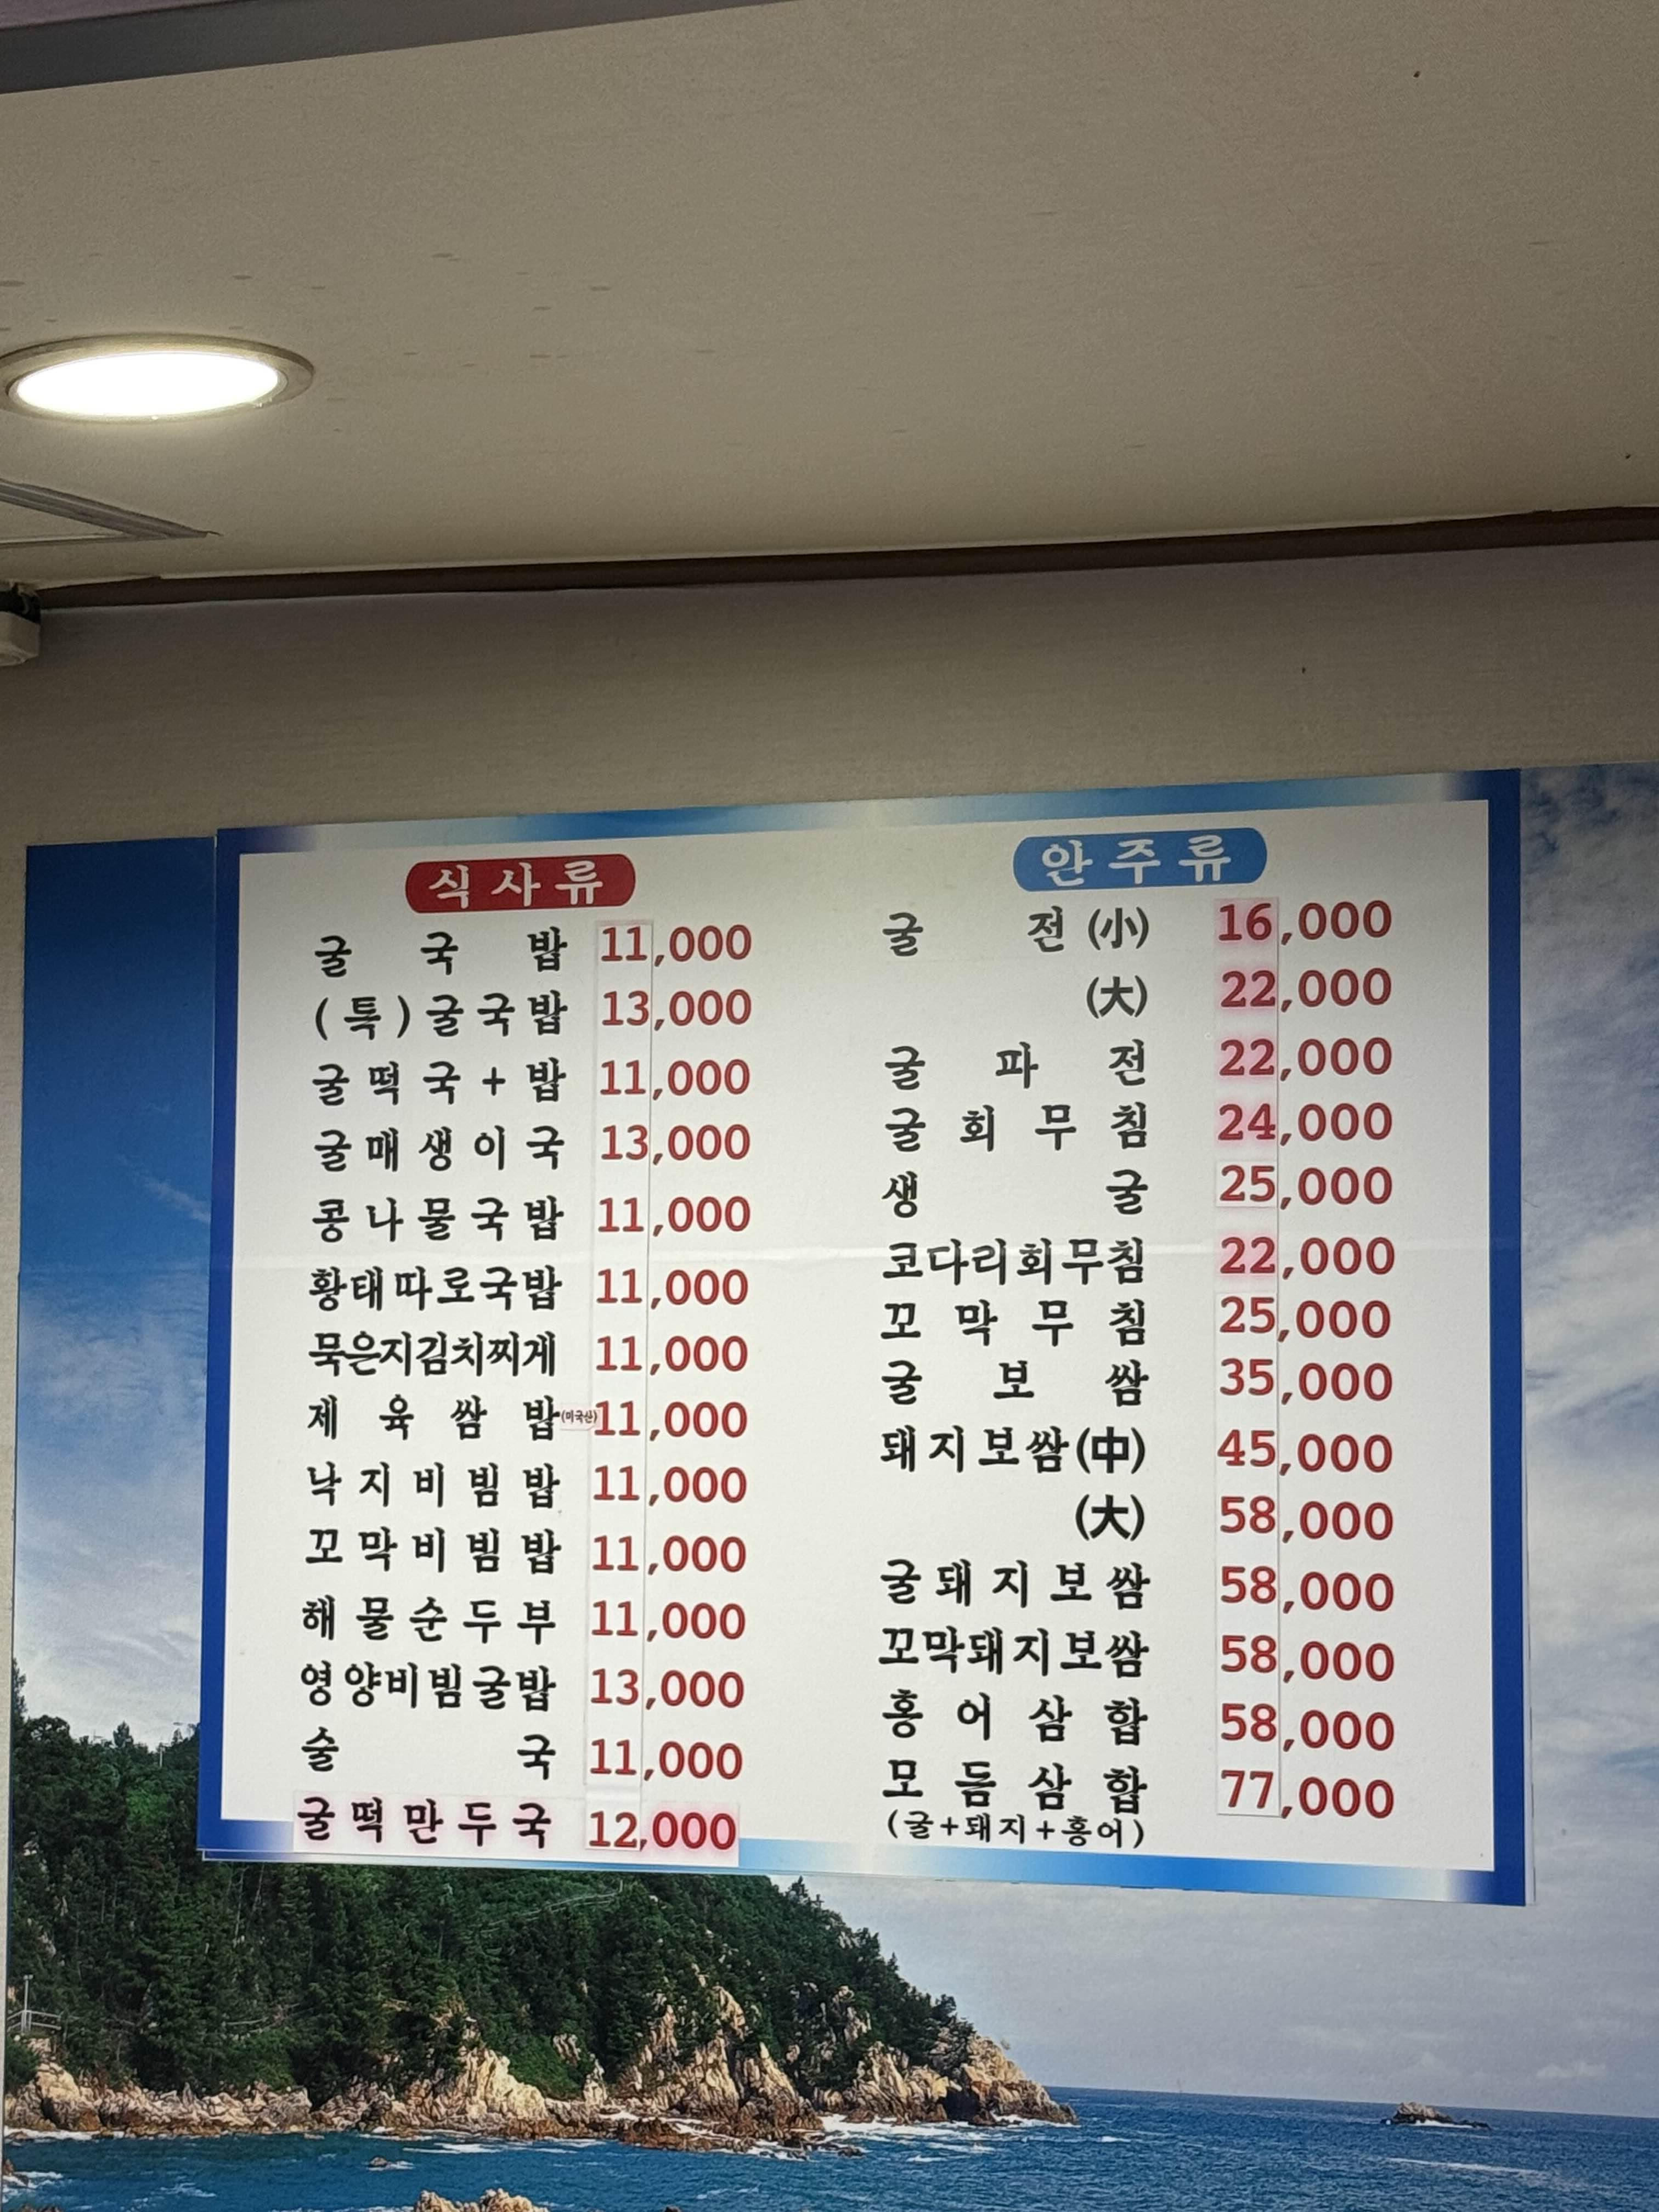 식사류
굴국밥 11,000
(특)굴국밥 13,000
굴떡국+밥 11,000
굴매생이국 13,000
콩나물국밥 11,000
황태따로국밥 11,000
묵은지김치찌게 11,000
제육쌈밥(미국산) 11,000
낙지비빔밥 11,000
꼬막비빔밥 11,000
해물순두부 11,000
영양비빔굴밥 13,000
술국 11,000
굴떡만두국 12,000
안주류
굴전(小) 16,000
(大) 22,000
굴파전 22,000
굴회무침 24,000
생굴 25,000
코다리회무침 22,000
꼬막무침 25,000
굴보쌈 35,000
돼지보쌈(中) 45,000
(大) 58,000
굴돼지보쌈 58,000
꼬막돼지보쌈 58,000
홍어삼합 58,000
모듬삼합 77,000
(굴+돼지+홍어)